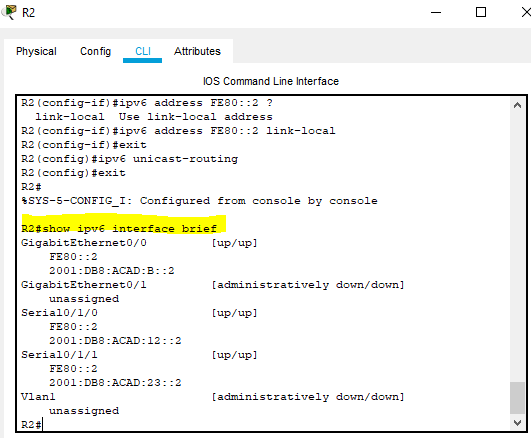 R2
Physical Config CLI Attributes
IOS Command Line Interface
R2(config-if)#ipv6 address FE80::2 ?
link-local Use link-local address
R2(config-if)#ipv6 address FE80::2 link-local
R2(config-if)#exit
R2(config)#ipv6 unicast-routing
R2(config)#exit
R2#
%SYS-5-CONFIG_I: Configured from console by console
R2#show ipv6 interface brief
GigabitEthernet0/0 [up/up]
FE80::2
2001:DB8:ACAD:B::2
GigabitEthernet0/1 [administratively down/down]
unassigned
Serial0/1/0 [up/up]
FE80::2
2001:DB8:ACAD:12::2
Serial0/1/1 [up/up]
FE80::2
2001:DB8:ACAD:23::2
Vlan1 [administratively down/down]
unassigned
R2#